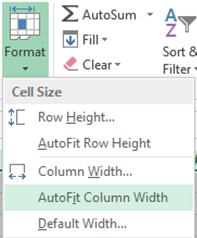 Format
AutoSum
Fill
Clear
Sort &
Filter
Cell Size
Row Height...
AutoFit Row Height
Column Width...
AutoFit Column Width
Default Width...